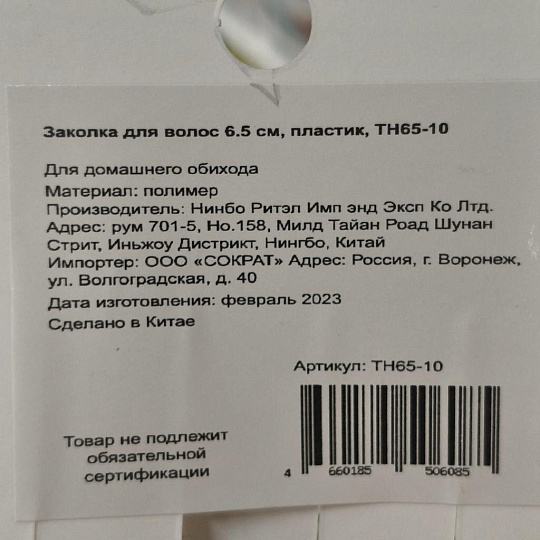 Заколка для волос 6.5 см, пластик, TH65-10
Для домашнего обихода
Материал: полимер
Производитель: Нинбо Ритэл Имп энд Эксп Ко Лтд.
Адрес: рум 701-5, Но.158, Милд Тайан Роад Шунан
Стрит, Иньжоу Дистрикт, Нингбо, Китай
Импортер: ООО «СОКРАТ» Адрес: Россия, г. Воронеж,
ул. Волгоградская, д. 40
Дата изготовления: февраль 2023
Сделано в Китае
Артикул: TH65-10
Товар не подлежит
обязательной
сертификации
4 660185 506085